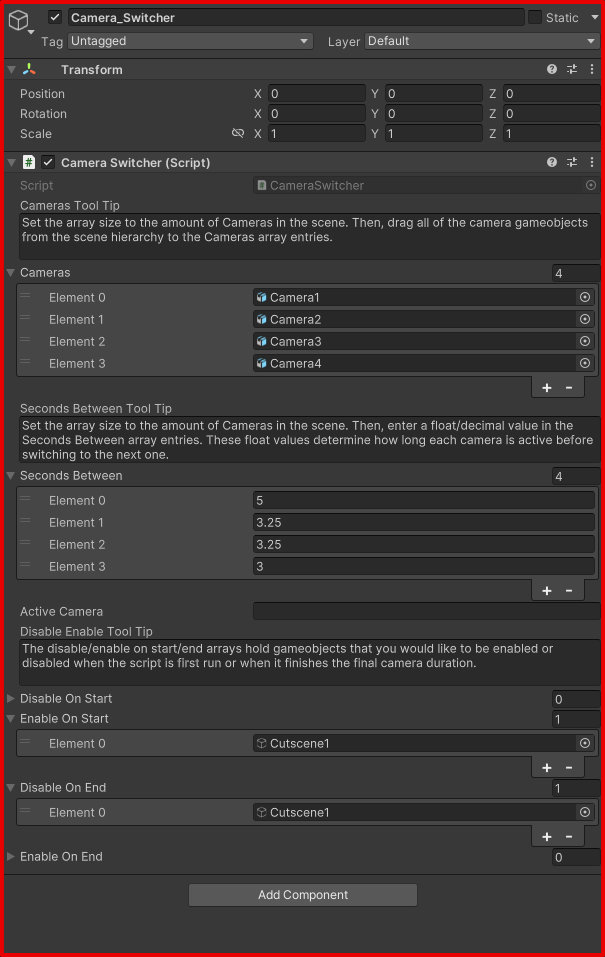 Camera_Switcher Static
Tag Untagged Layer Default
Transform
Position X 0 Y 0 Z 0
Rotation X 0 Y 0 Z 0
Scale X 1 Y 1 Z 1
# Camera Switcher (Script)
Script # CameraSwitcher
Cameras Tool Tip
Set the array size to the amount of Cameras in the scene. Then, drag all of the camera gameobjects
from the scene hierarchy to the Cameras array entries.
Cameras 4
Element 0 Camera1
Element 1 Camera2
Element 2 Camera3
Element 3 Camera4
+ -
Seconds Between Tool Tip
Set the array size to the amount of Cameras in the scene. Then, enter a float/decimal value in the
Seconds Between array entries. These float values determine how long each camera is active before
switching to the next one.
Seconds Between 4
Element 0 5
Element 1 3.25
Element 2 3.25
Element 3 3
+ -
Active Camera
Disable Enable Tool Tip
The disable/enable on start/end arrays hold gameobjects that you would like to be enabled or
disabled when the script is first run or when it finishes the final camera duration.
Disable On Start 0
Enable On Start 1
Element 0 Cutscene1
+ -
Disable On End 1
Element 0 Cutscene1
+ -
Enable On End 0
Add Component